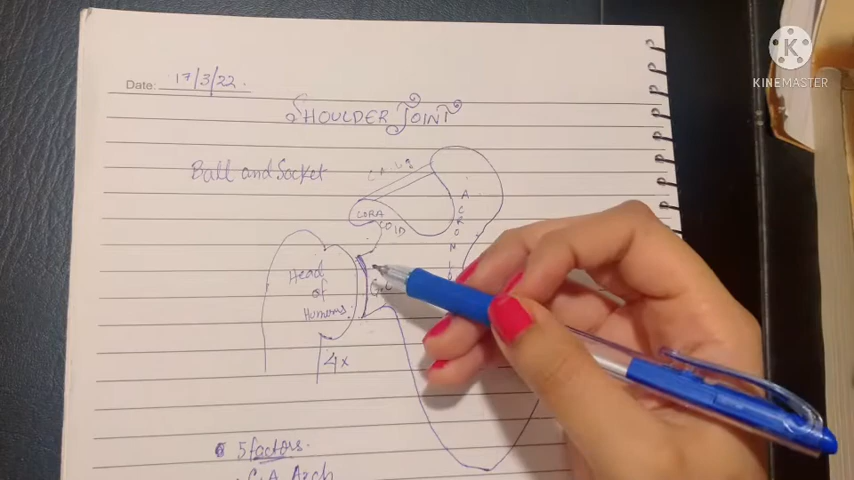 Date: 17/3/22.
SHOULDER JOINT
Ball and Socket
CORA
COID
ACROMIO
Head
of
Humerus.
G.C
4x
5 factors.
C.A Arch
K
KINEMASTER